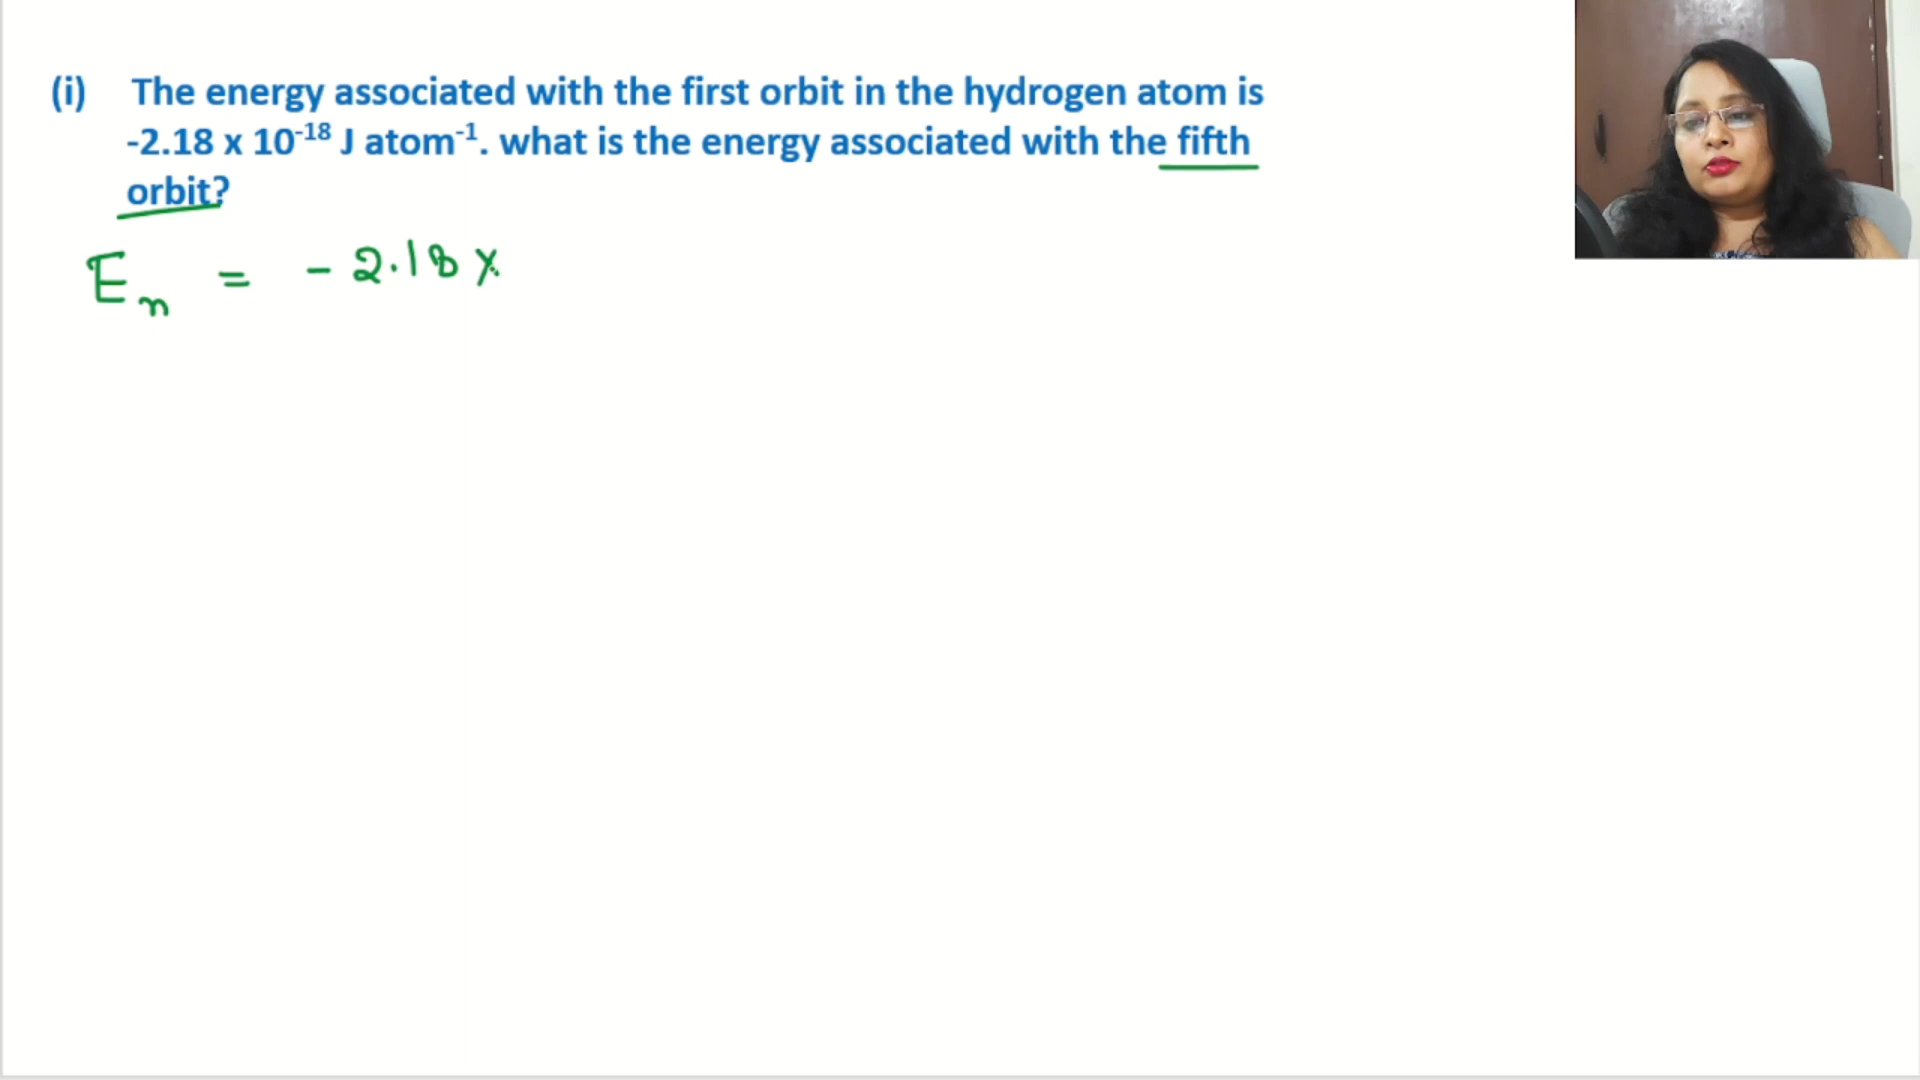 (i) The energy associated with the first orbit in the hydrogen atom is
-2.18 x 10⁻¹⁸ J atom⁻¹. what is the energy associated with the fifth
orbit?
Eₙ = - 2.18 x